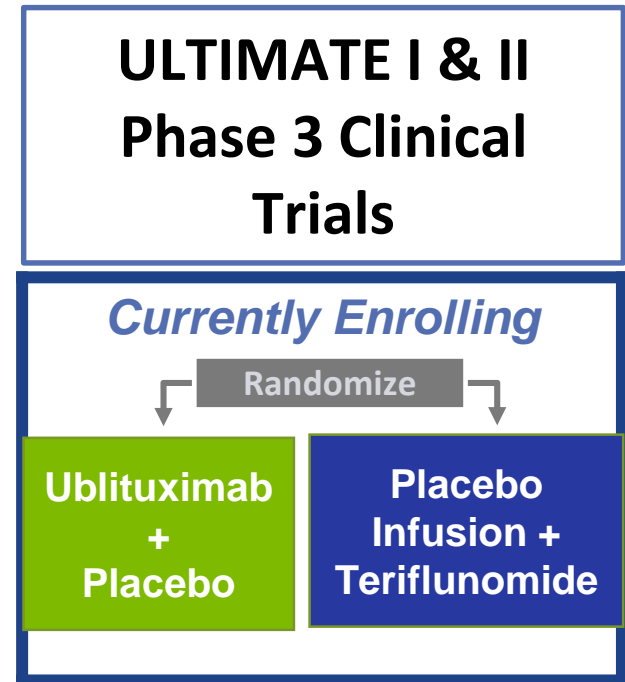 ULTIMATE I & II
Phase 3 Clinical
Trials
Currently Enrolling
Randomize
Ublituximab
+
Placebo
Placebo
Infusion +
Teriflunomide